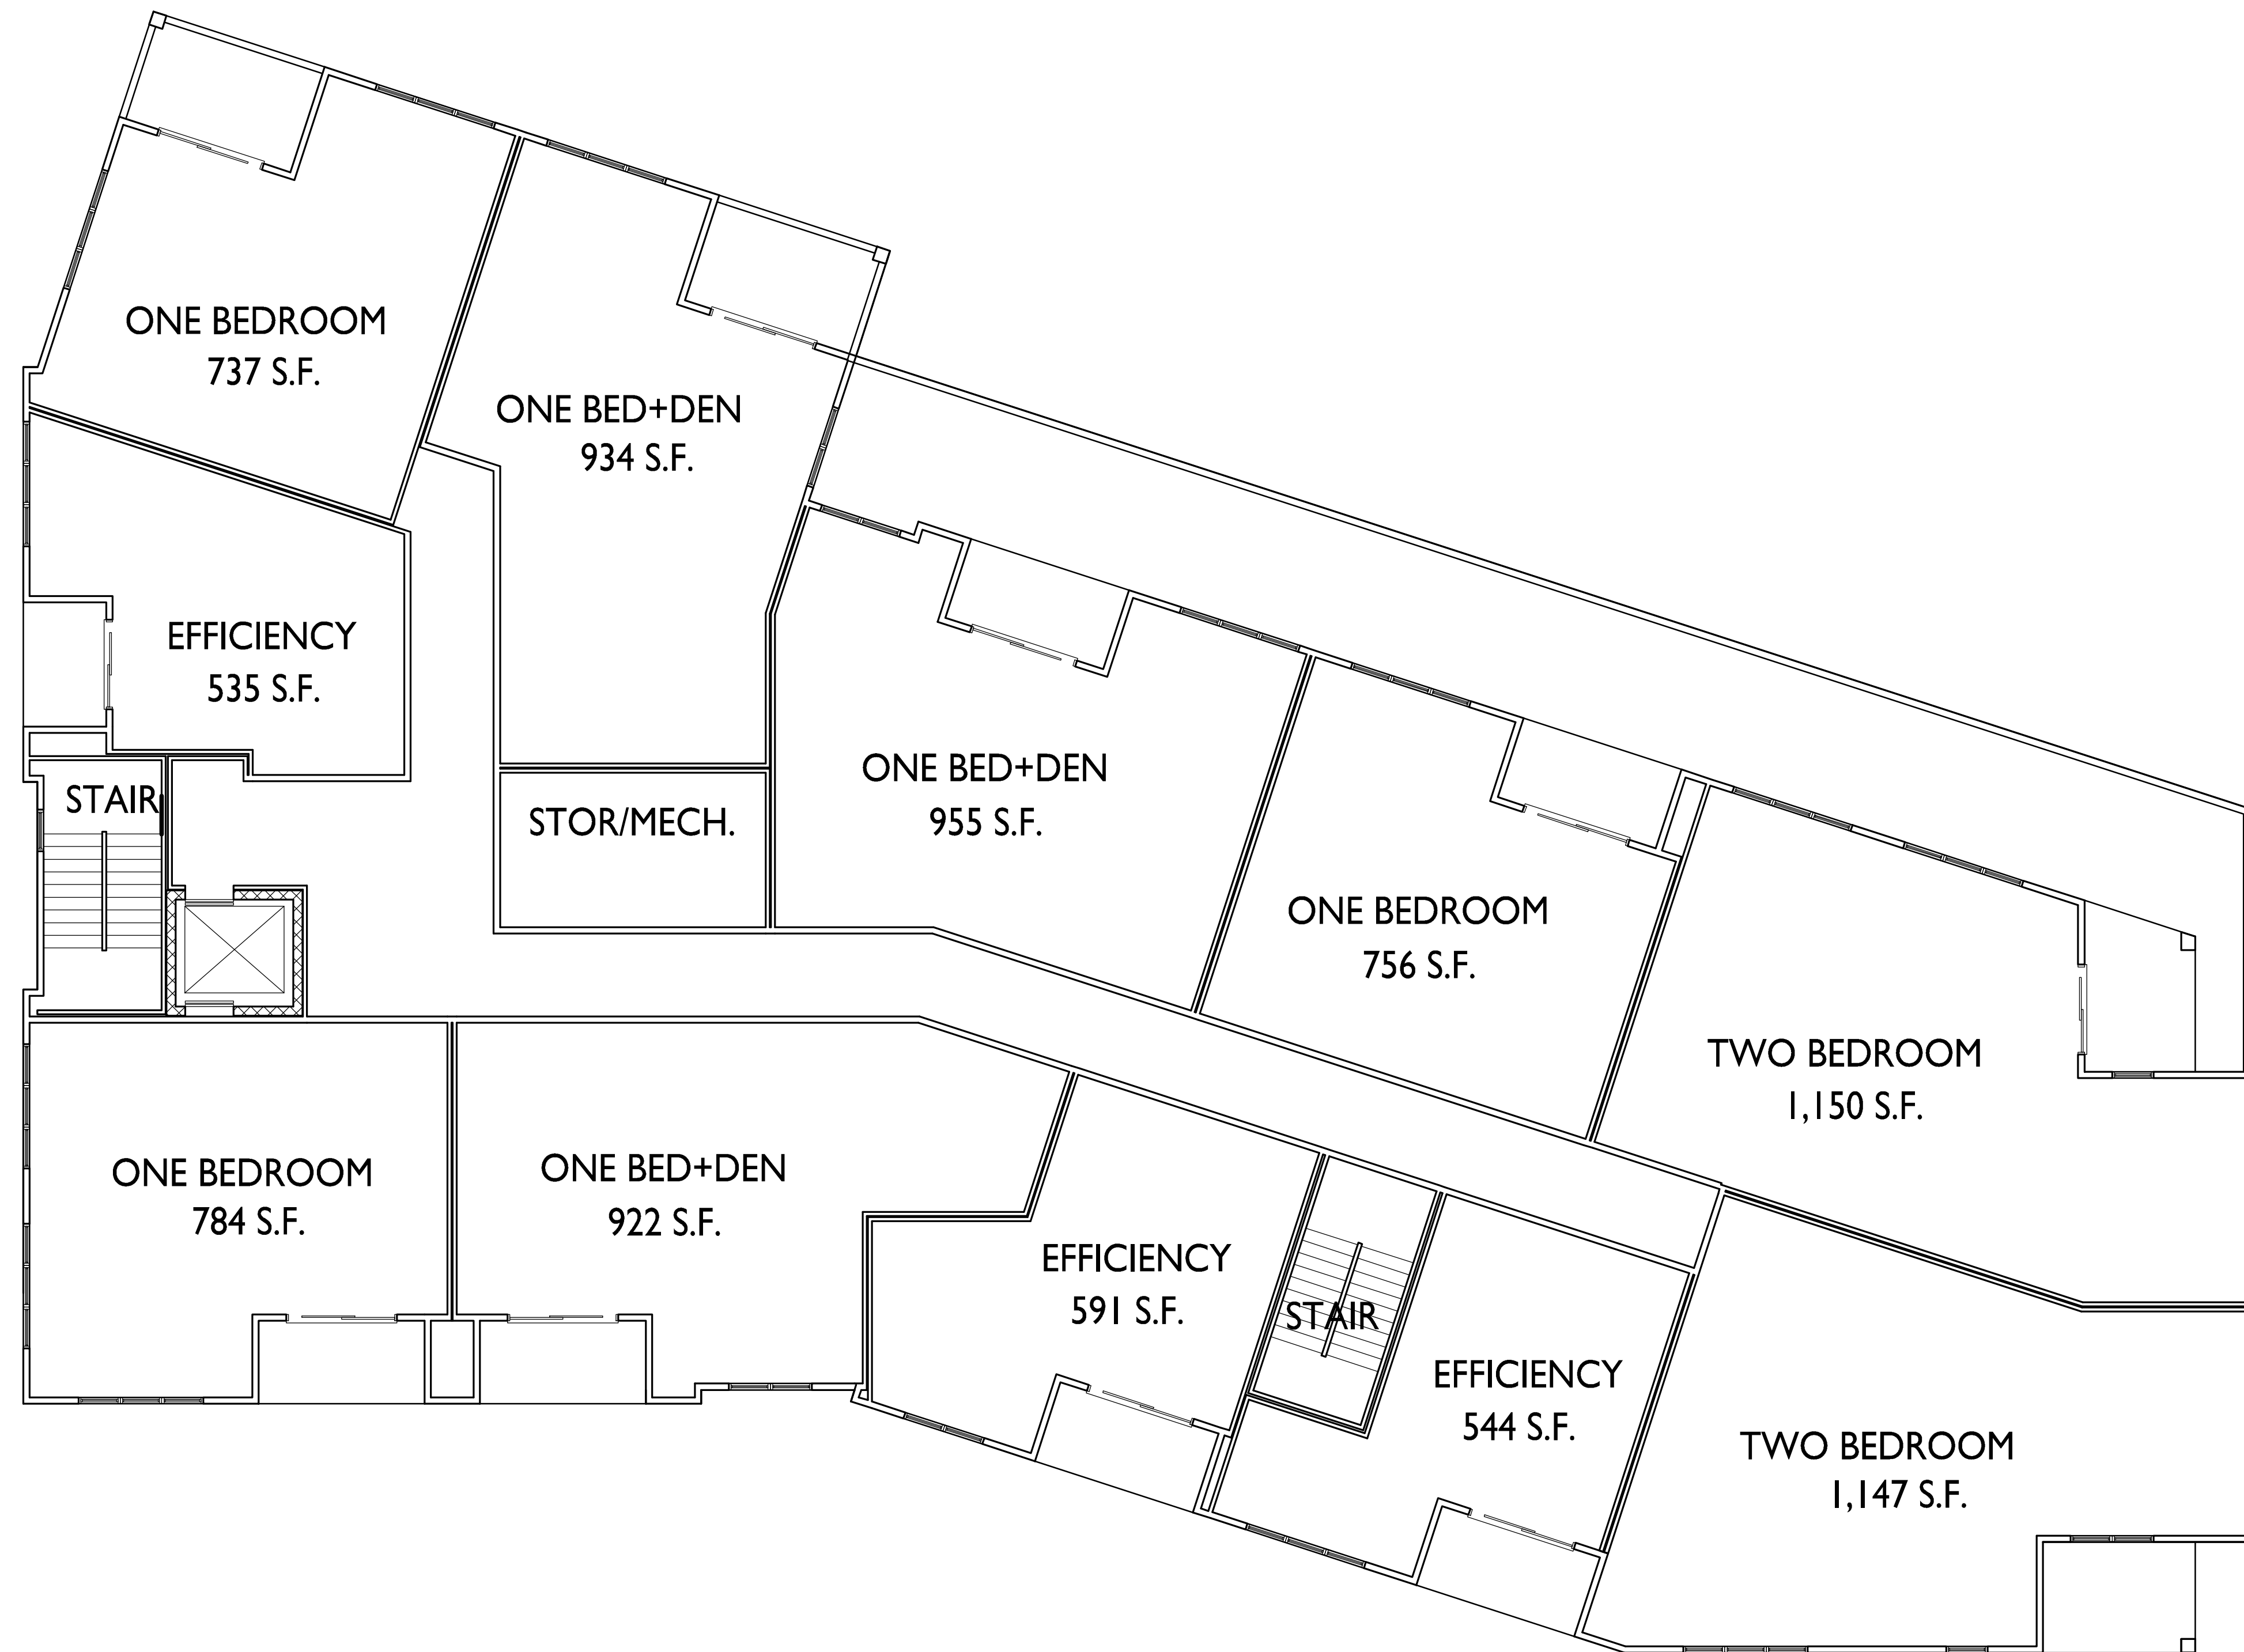 ONE BEDROOM
737 S.F.
ONE BED+DEN
934 S.F.
EFFICIENCY
535 S.F.
STAIR
STOR/MECH.
ONE BED+DEN
955 S.F.
ONE BEDROOM
756 S.F.
TWO BEDROOM
1,150 S.F.
ONE BEDROOM
784 S.F.
ONE BED+DEN
922 S.F.
EFFICIENCY
591 S.F.
STAIR
EFFICIENCY
544 S.F.
TWO BEDROOM
1,147 S.F.